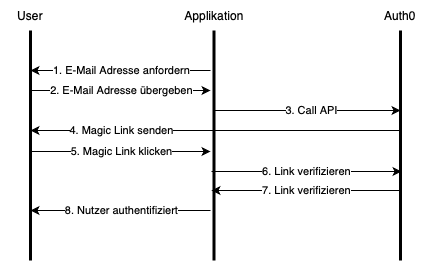 User
Applikation
Auth0
1. E-Mail Adresse anfordern
2. E-Mail Adresse übergeben
3. Call API
4. Magic Link senden
5. Magic Link klicken
6. Link verifizieren
7. Link verifizieren
8. Nutzer authentifiziert